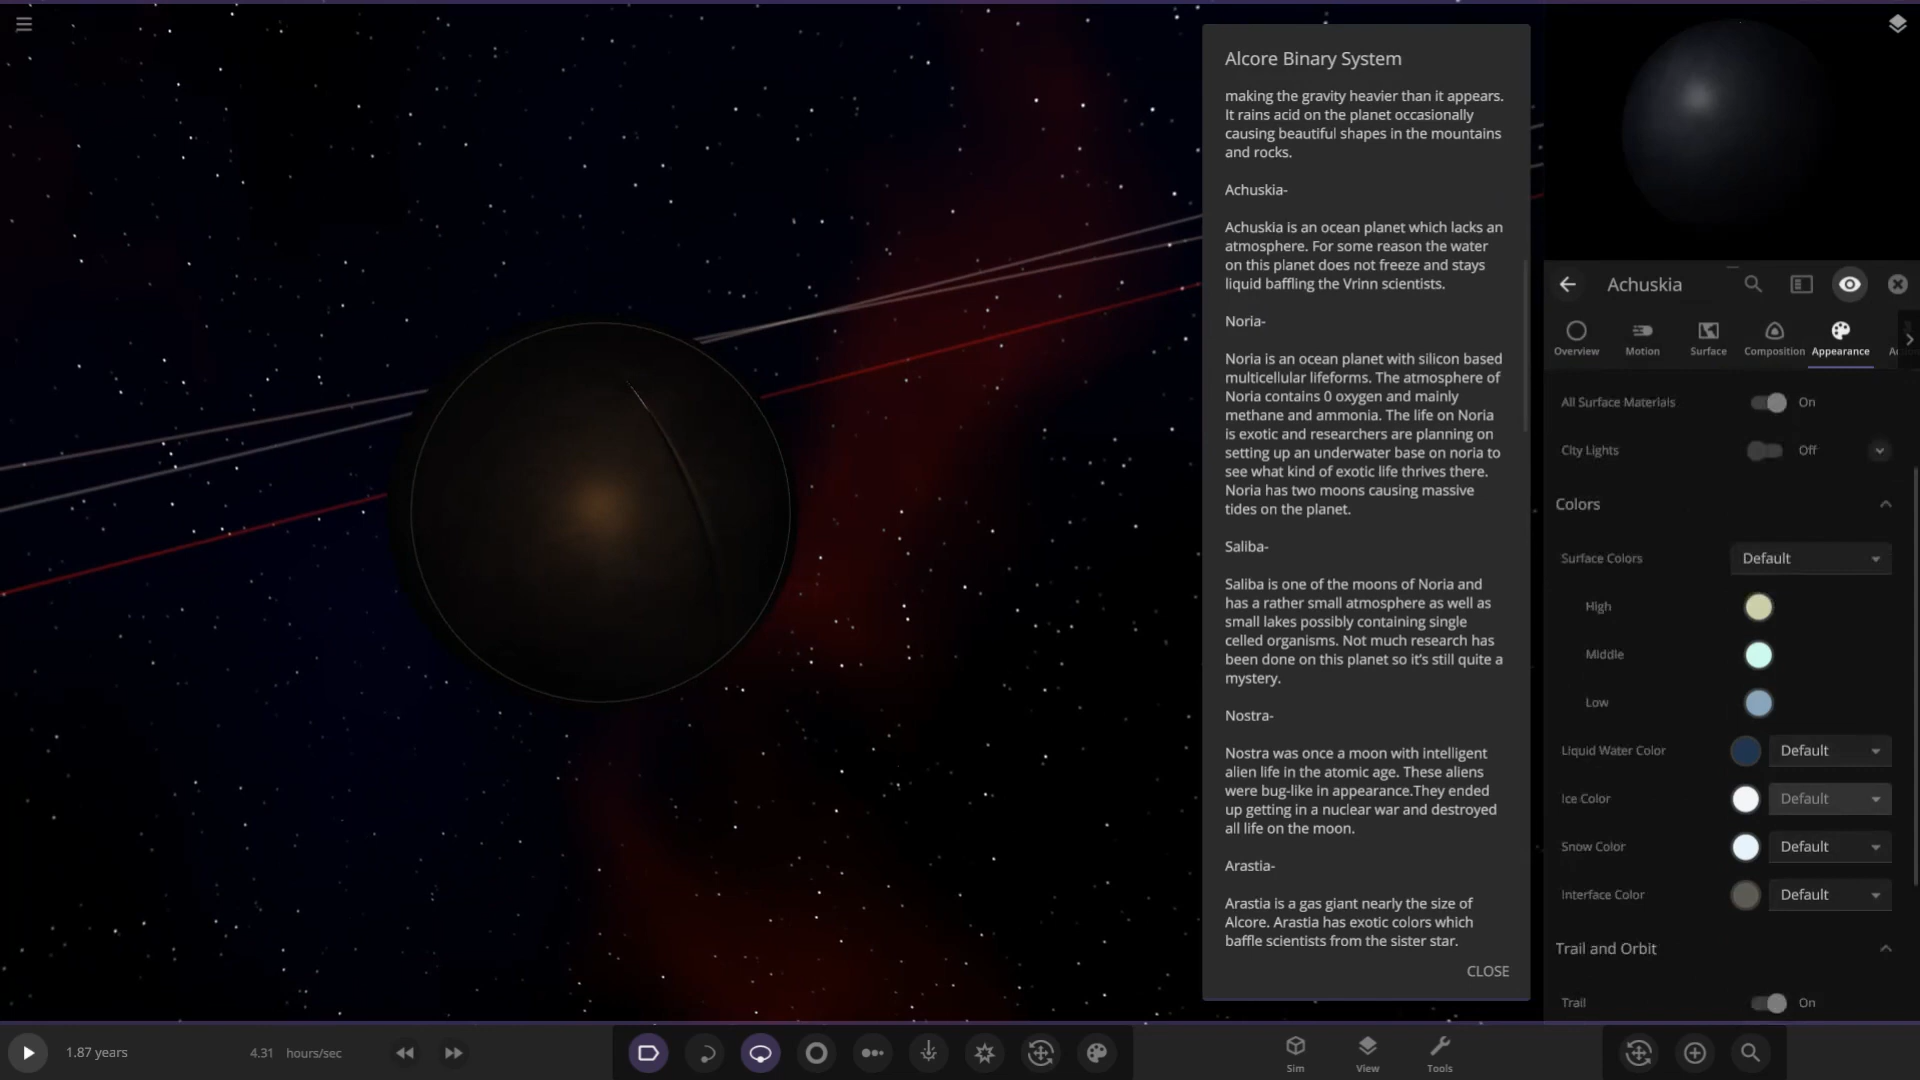 Alcore Binary System
making the gravity heavier than it appears.
It rains acid on the planet occasionally
causing beautiful shapes in the mountains
and rocks.
Achuskia-
Achuskia is an ocean planet which lacks an
atmosphere. For some reason the water
on this planet does not freeze and stays
liquid baffling the Vrinn scientists.
Noria-
Noria is an ocean planet with silicon based
multicellular lifeforms. The atmosphere of
Noria contains 0 oxygen and mainly
methane and ammonia. The life on Noria
is exotic and researchers are planning on
setting up an underwater base on noria to
see what kind of exotic life thrives there.
Noria has two moons causing massive
tides on the planet.
Saliba-
Saliba is one of the moons of Noria and
has a rather small atmosphere as well as
small lakes possibly containing single
celled organisms. Not much research has
been done on this planet so it's still quite a
mystery.
Nostra-
Nostra was once a moon with intelligent
alien life in the atomic age. These aliens
were bug-like in appearance.They ended
up getting in a nuclear war and destroyed
all life on the moon.
Arastia-
Arastia is a gas giant nearly the size of
Alcore. Arastia has exotic colors which
baffle scientists from the sister star.
CLOSE
Achuskia
Overview Motion Surface Composition Appearance
All Surface Materials On
City Lights Off
Colors
Surface Colors Default
High
Middle
Low
Liquid Water Color Default
Ice Color Default
Snow Color Default
Interface Color Default
Trail and Orbit
Trail On
1.87 years 4.31 hours/sec
Sim View Tools